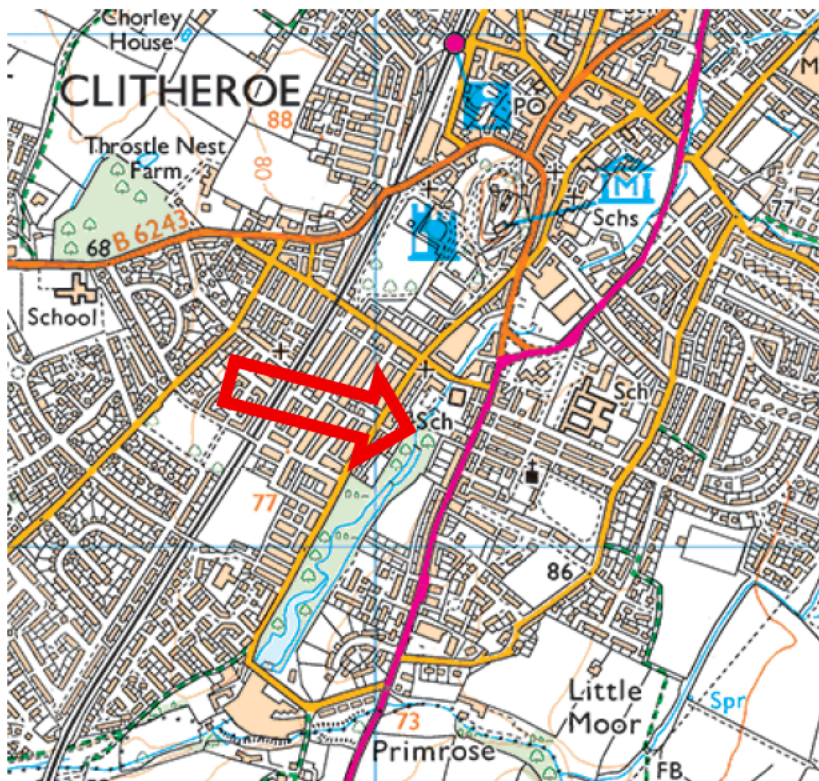 Chorley
House
CLITHEROE
PO
M
88
Throstle Nest
Farm
80
M
Schs
77
68
B 6243
School
Sch
Sch
77
86
Little
Moor
Spr
73
Primrose
FB